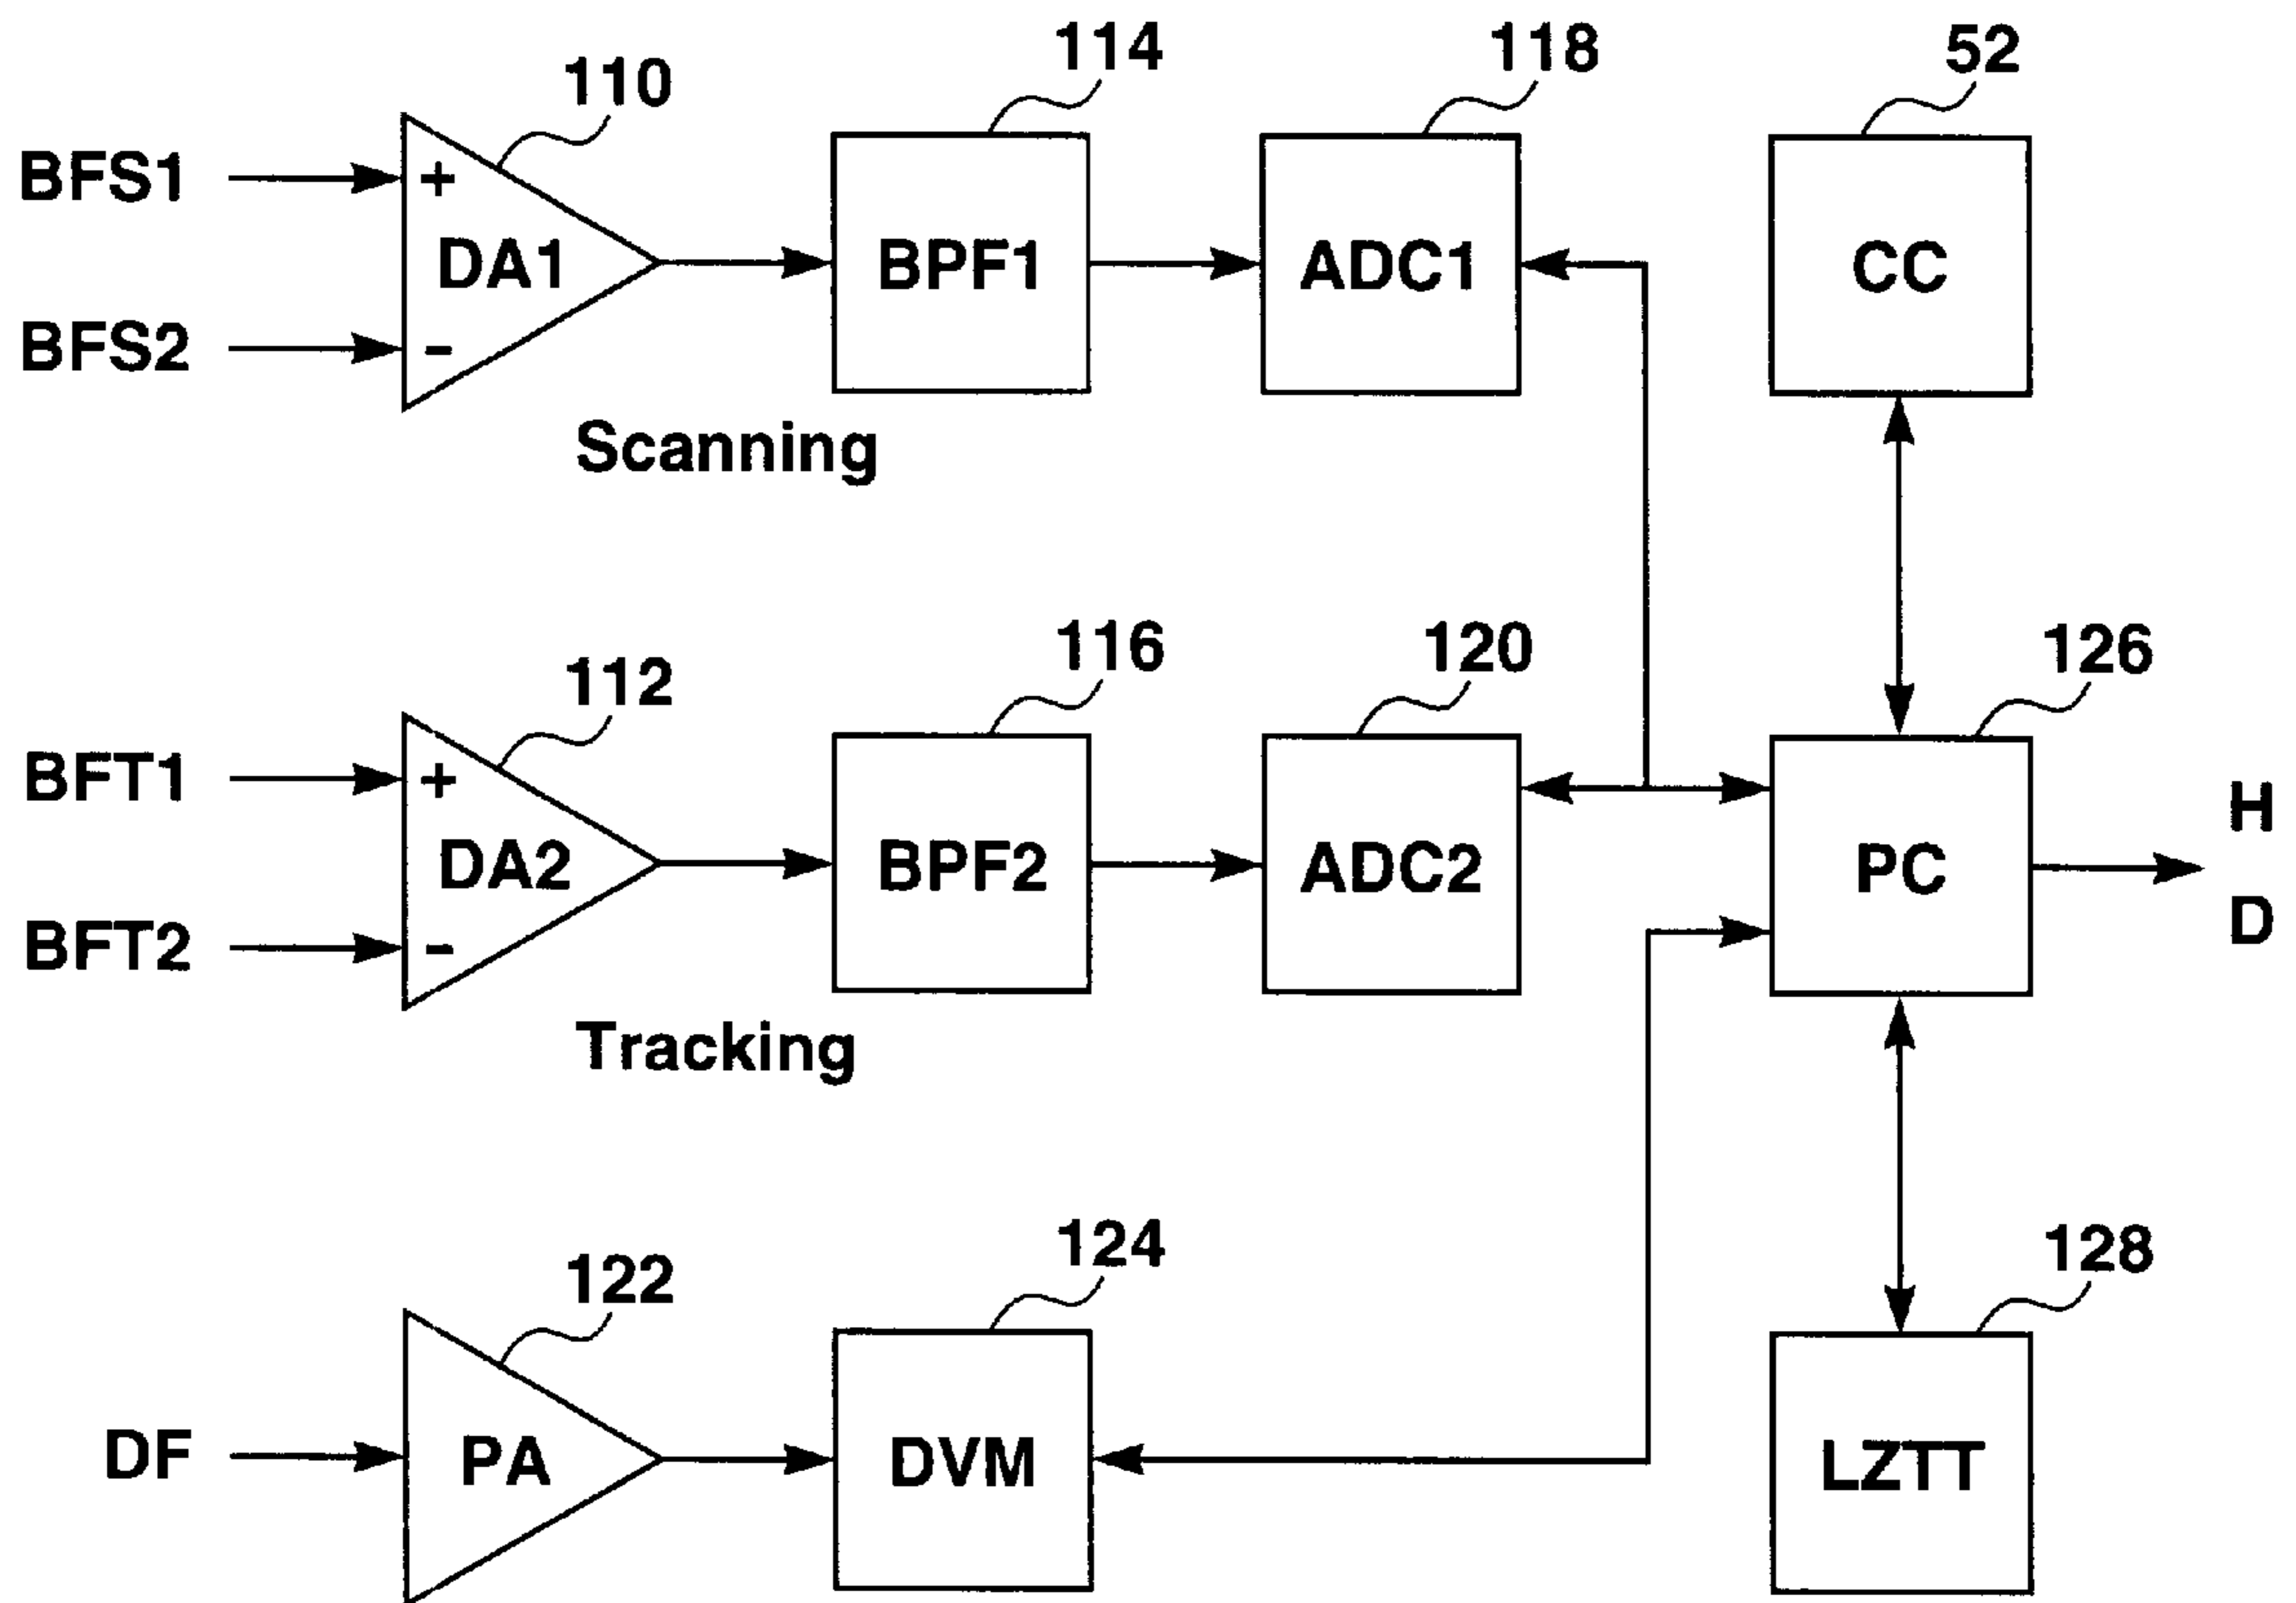 110
114
118
52
BFS1
+
DA1
BPF1
ADC1
CC
BFS2
-
Scanning
112
116
120
126
BFT1
+
DA2
BPF2
ADC2
PC
H
D
BFT2
-
Tracking
122
124
128
DF
PA
DVM
LZTT